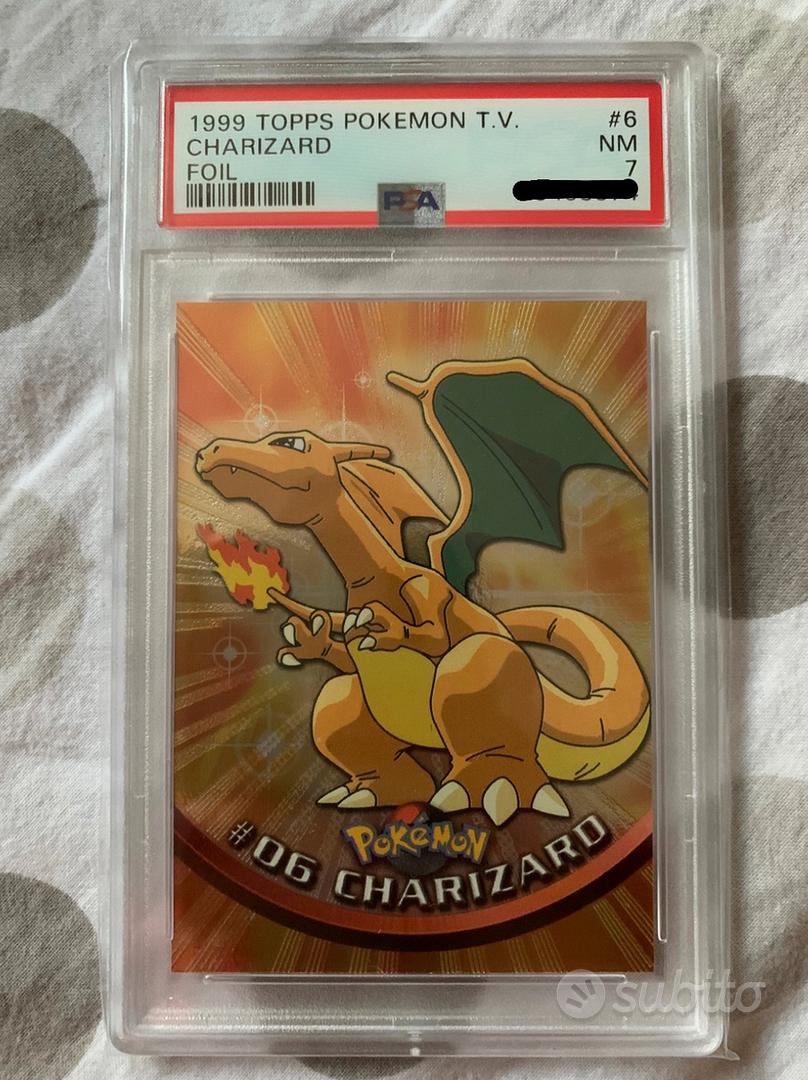 1999 TOPPS POKEMON T.V. #6
CHARIZARD NM
FOIL 7
PSA
POKéMON
#06 CHARIZARD
subito